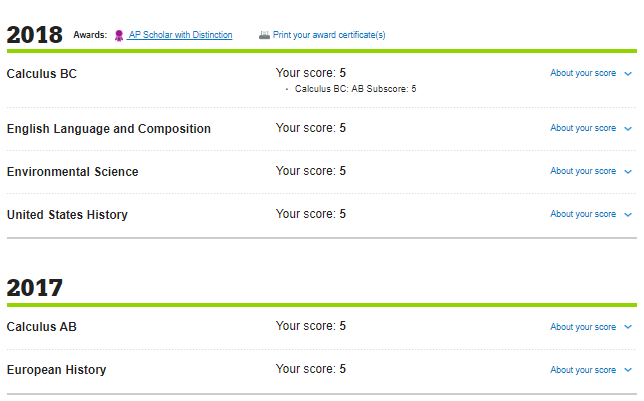 2018 Awards: AP Scholar with Distinction Print your award certificate(s)
Calculus BC Your score: 5 About your score
• Calculus BC: AB Subscore: 5
English Language and Composition Your score: 5 About your score
Environmental Science Your score: 5 About your score
United States History Your score: 5 About your score
2017
Calculus AB Your score: 5 About your score
European History Your score: 5 About your score